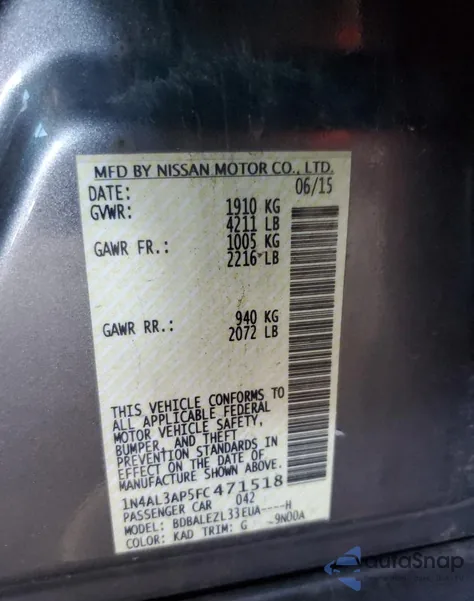 MFD BY NISSAN MOTOR CO., LTD.
DATE: 06/15
GVWR: 1910 KG
4211 LB
GAWR FR.: 1005 KG
2216 LB
GAWR RR.: 940 KG
2072 LB
THIS VEHICLE CONFORMS TO
ALL APPLICABLE FEDERAL
MOTOR VEHICLE SAFETY,
BUMPER, AND THEFT
PREVENTION STANDARDS IN
EFFECT ON THE DATE OF
MANUFACTURE SHOWN ABOVE.
1N4AL3AP5FC471518
PASSENGER CAR 042
MODEL: BDBALEZL33EUA----H
COLOR: KAD TRIM: G -9N00A
AutoSnap